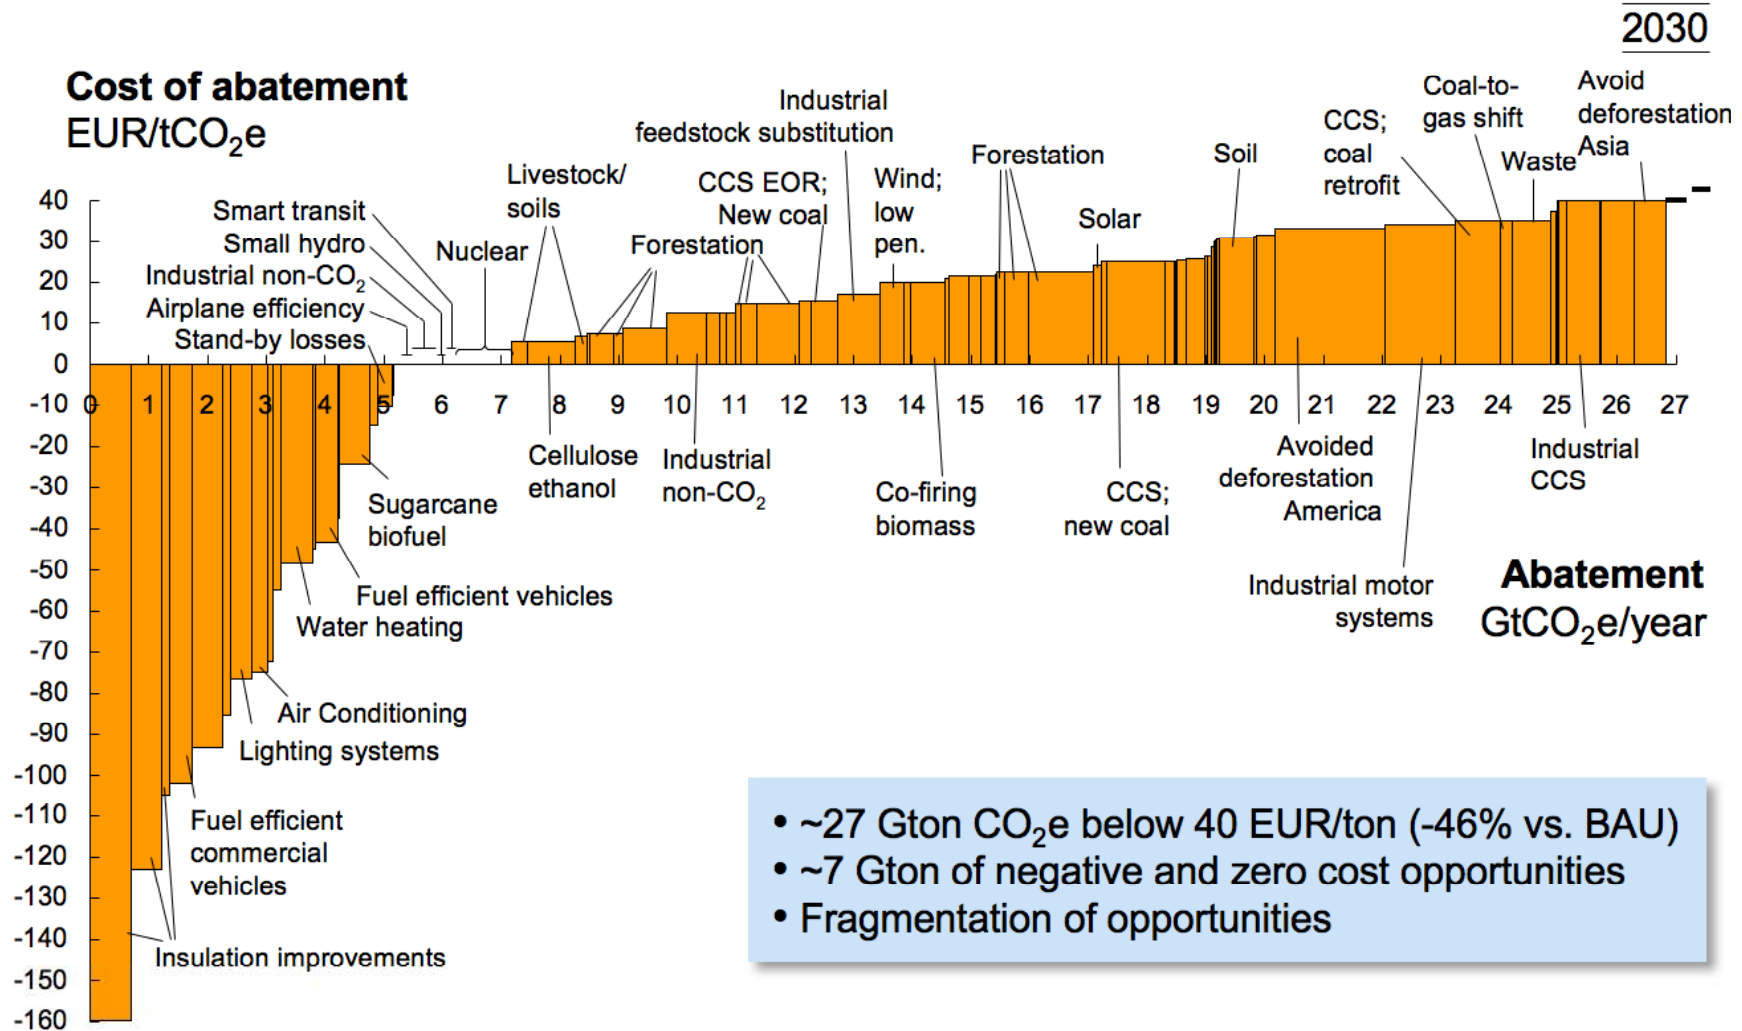 2030
Cost of abatement
EUR/tCO2e
Industrial
feedstock substitution
Livestock/
soils
CCS EOR;
New coal
Wind;
low
pen.
Forestation
Soil
CCS;
coal
retrofit
Coal-to-
gas shift
Waste
Avoid
deforestation
Asia
Smart transit
Small hydro
Industrial non-CO2
Airplane efficiency
Stand-by losses
Nuclear
Forestation
Solar
40
30
20
10
0
-10
-20
-30
-40
-50
-60
-70
-80
-90
-100
-110
-120
-130
-140
-150
-160
0 1 2 3 4 5 6 7 8 9 10 11 12 13 14 15 16 17 18 19 20 21 22 23 24 25 26 27
Cellulose
ethanol
Industrial
non-CO2
Co-firing
biomass
CCS;
new coal
Avoided
deforestation
America
Industrial
CCS
Industrial motor
systems
Sugarcane
biofuel
Fuel efficient vehicles
Water heating
Air Conditioning
Lighting systems
Fuel efficient
commercial
vehicles
Insulation improvements
Abatement
GtCO2e/year
• ~27 Gton CO2e below 40 EUR/ton (-46% vs. BAU)
• ~7 Gton of negative and zero cost opportunities
• Fragmentation of opportunities